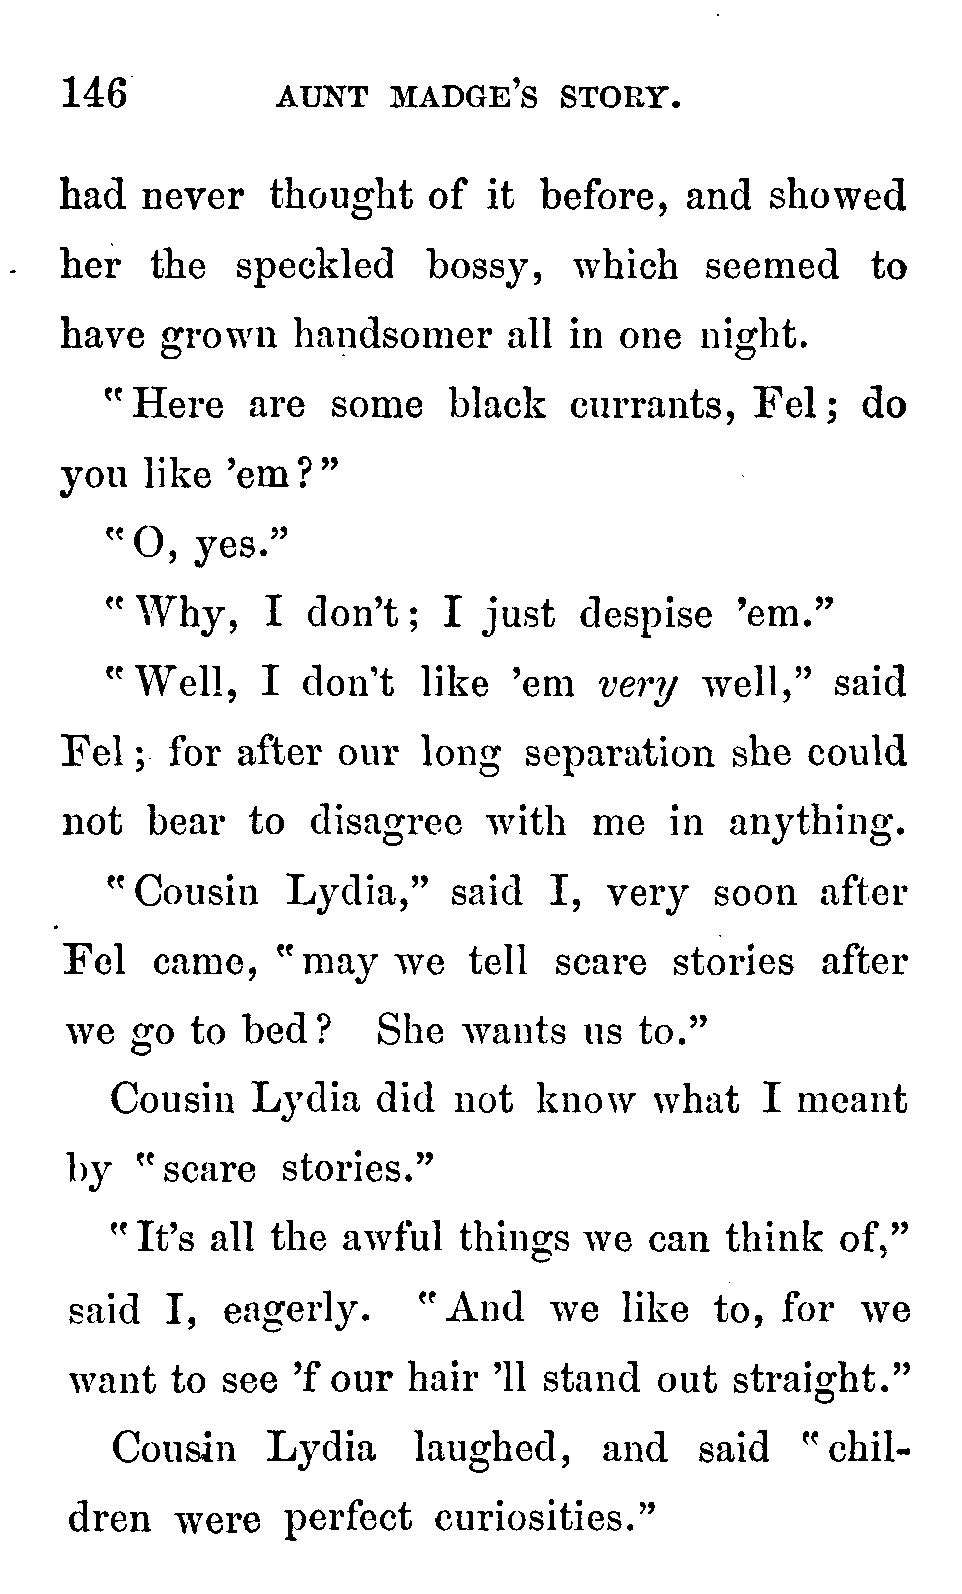 146 AUNT MADGE'S STORY.
had never thought of it before, and showed
her the speckled bossy, which seemed to
have grown handsomer all in one night.
"Here are some black currants, Fel; do
you like 'em?"
"O, yes."
"Why, I don't; I just despise 'em."
"Well, I don't like 'em very well," said
Fel; for after our long separation she could
not bear to disagree with me in anything.
"Cousin Lydia," said I, very soon after
Fel came, "may we tell scare stories after
we go to bed? She wants us to."
Cousin Lydia did not know what I meant
by "scare stories."
"It's all the awful things we can think of,"
said I, eagerly. "And we like to, for we
want to see 'f our hair 'll stand out straight."
Cousin Lydia laughed, and said "chil-
dren were perfect curiosities."